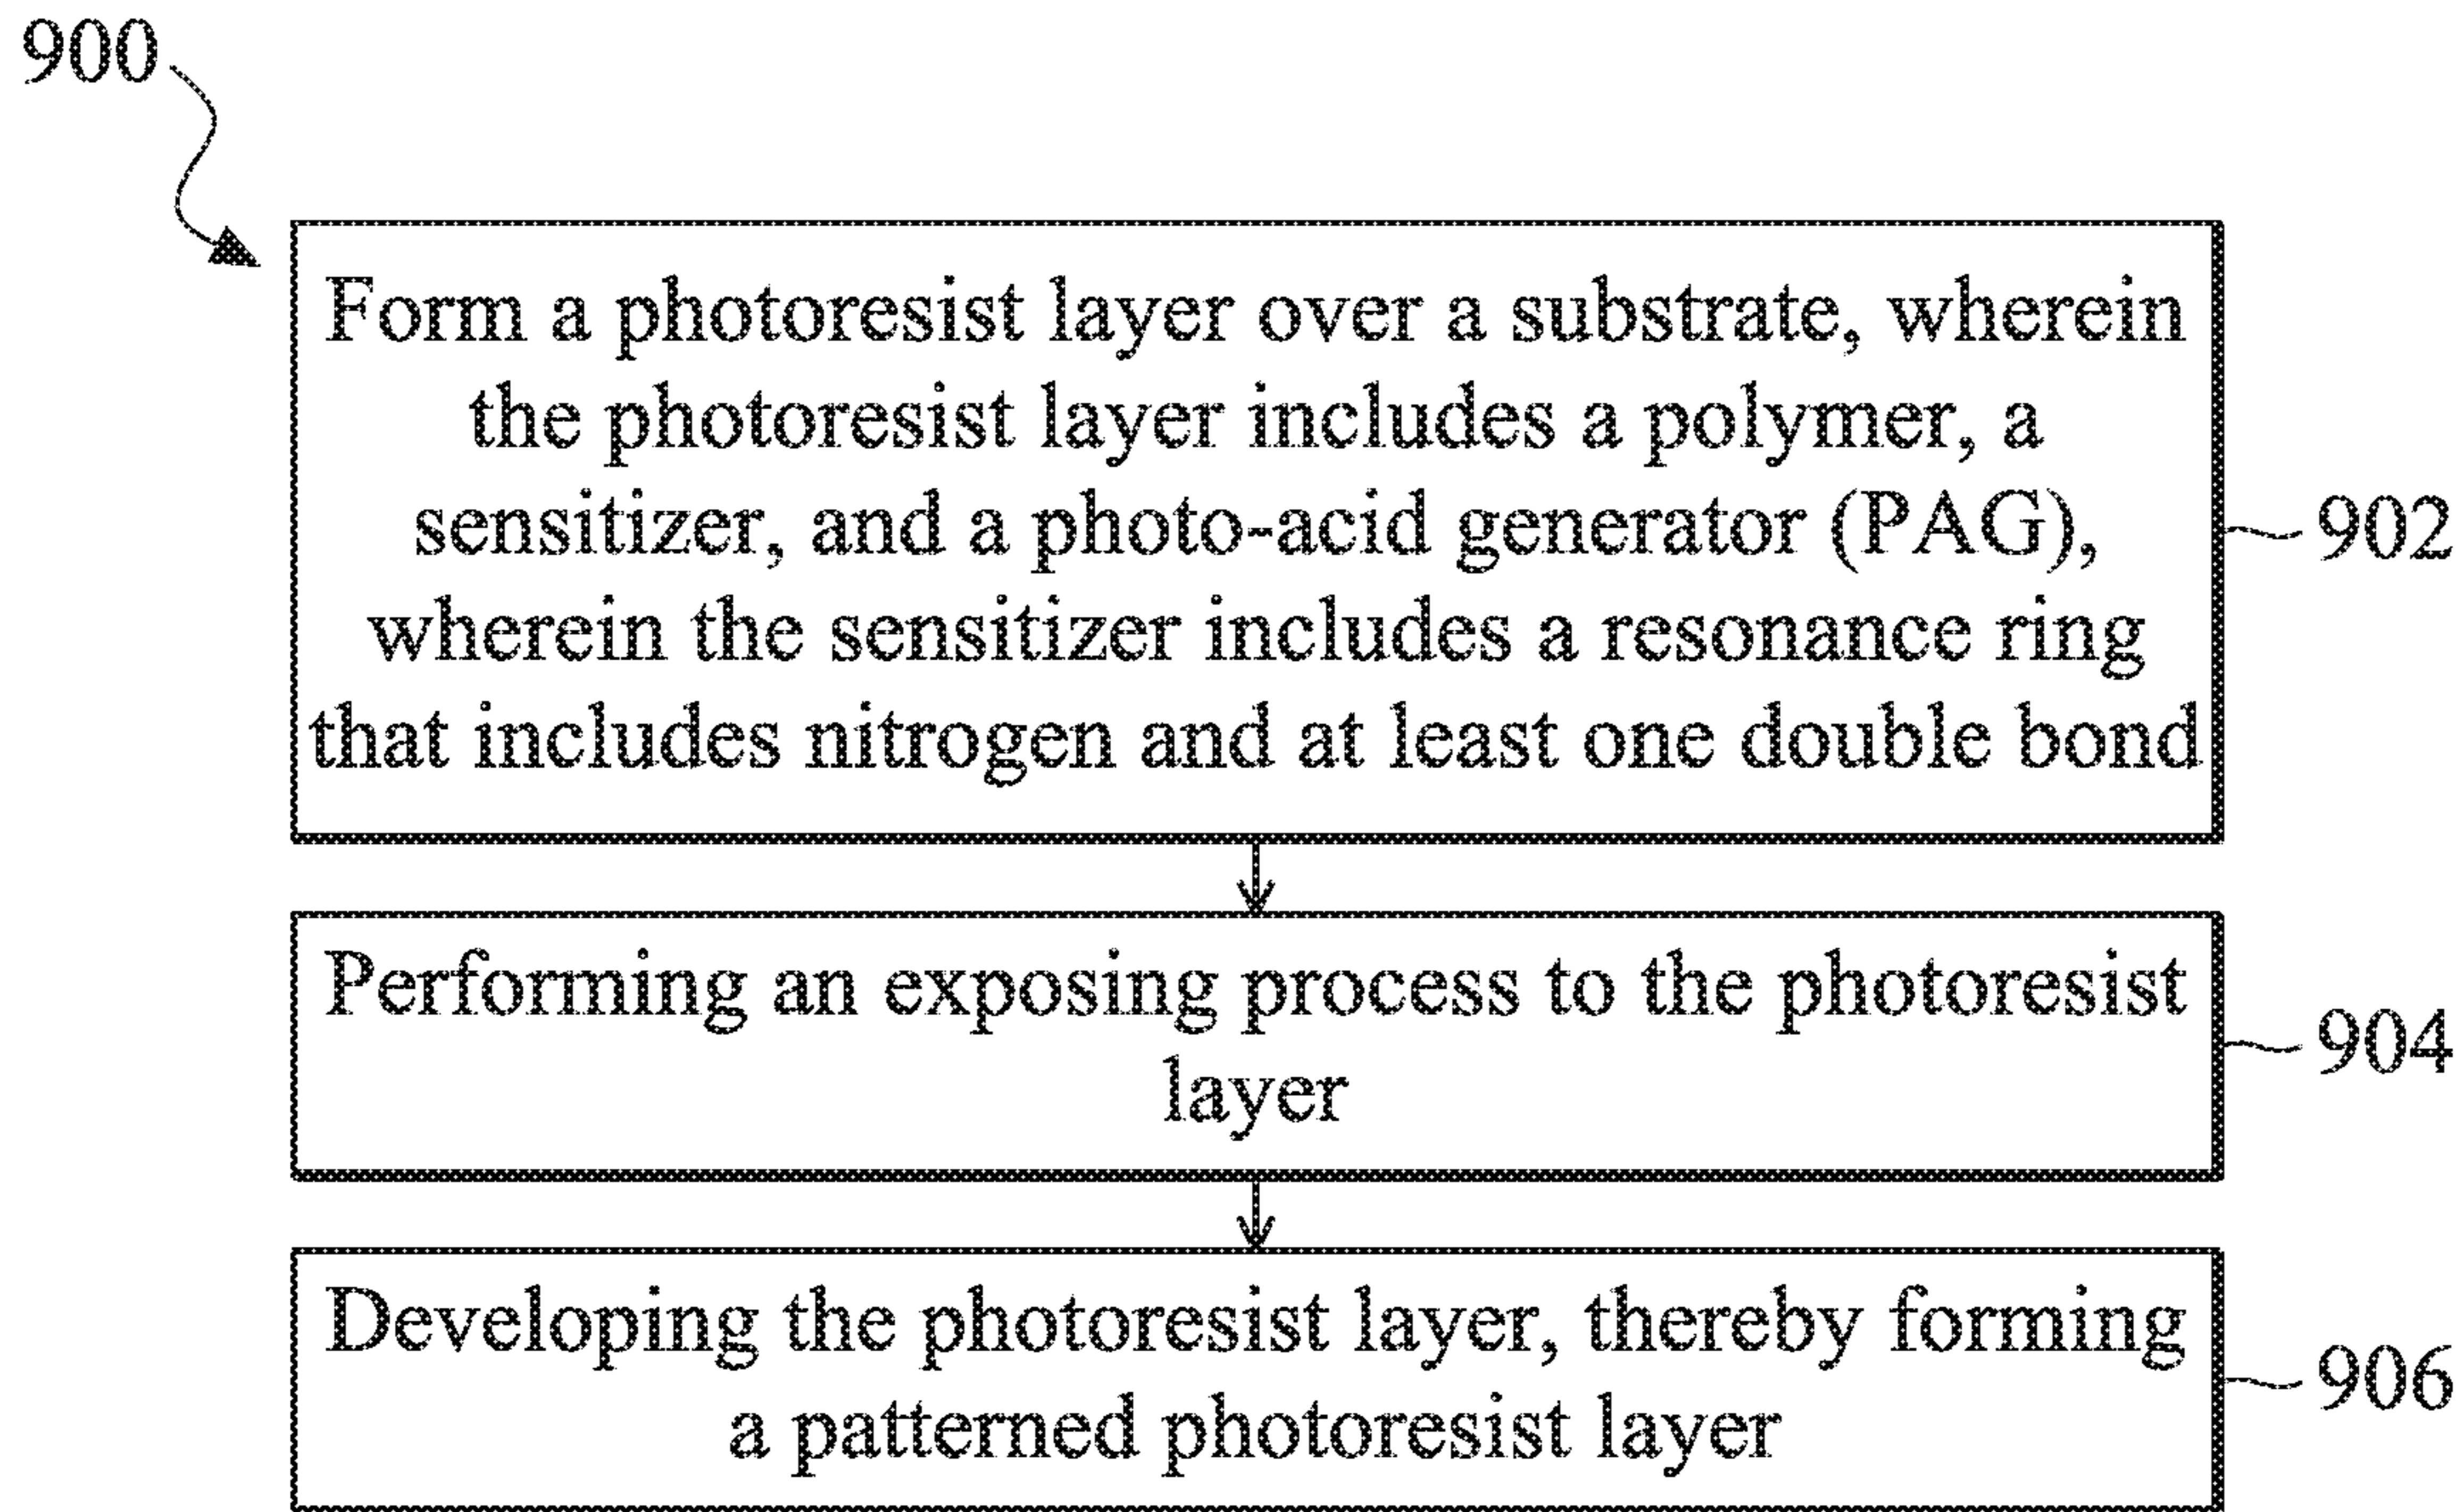 900
Form a photoresist layer over a substrate, wherein
the photoresist layer includes a polymer, a
sensitizer, and a photo-acid generator (PAG),
wherein the sensitizer includes a resonance ring
that includes nitrogen and at least one double bond
902
Performing an exposing process to the photoresist
layer
904
Developing the photoresist layer, thereby forming
a patterned photoresist layer
906